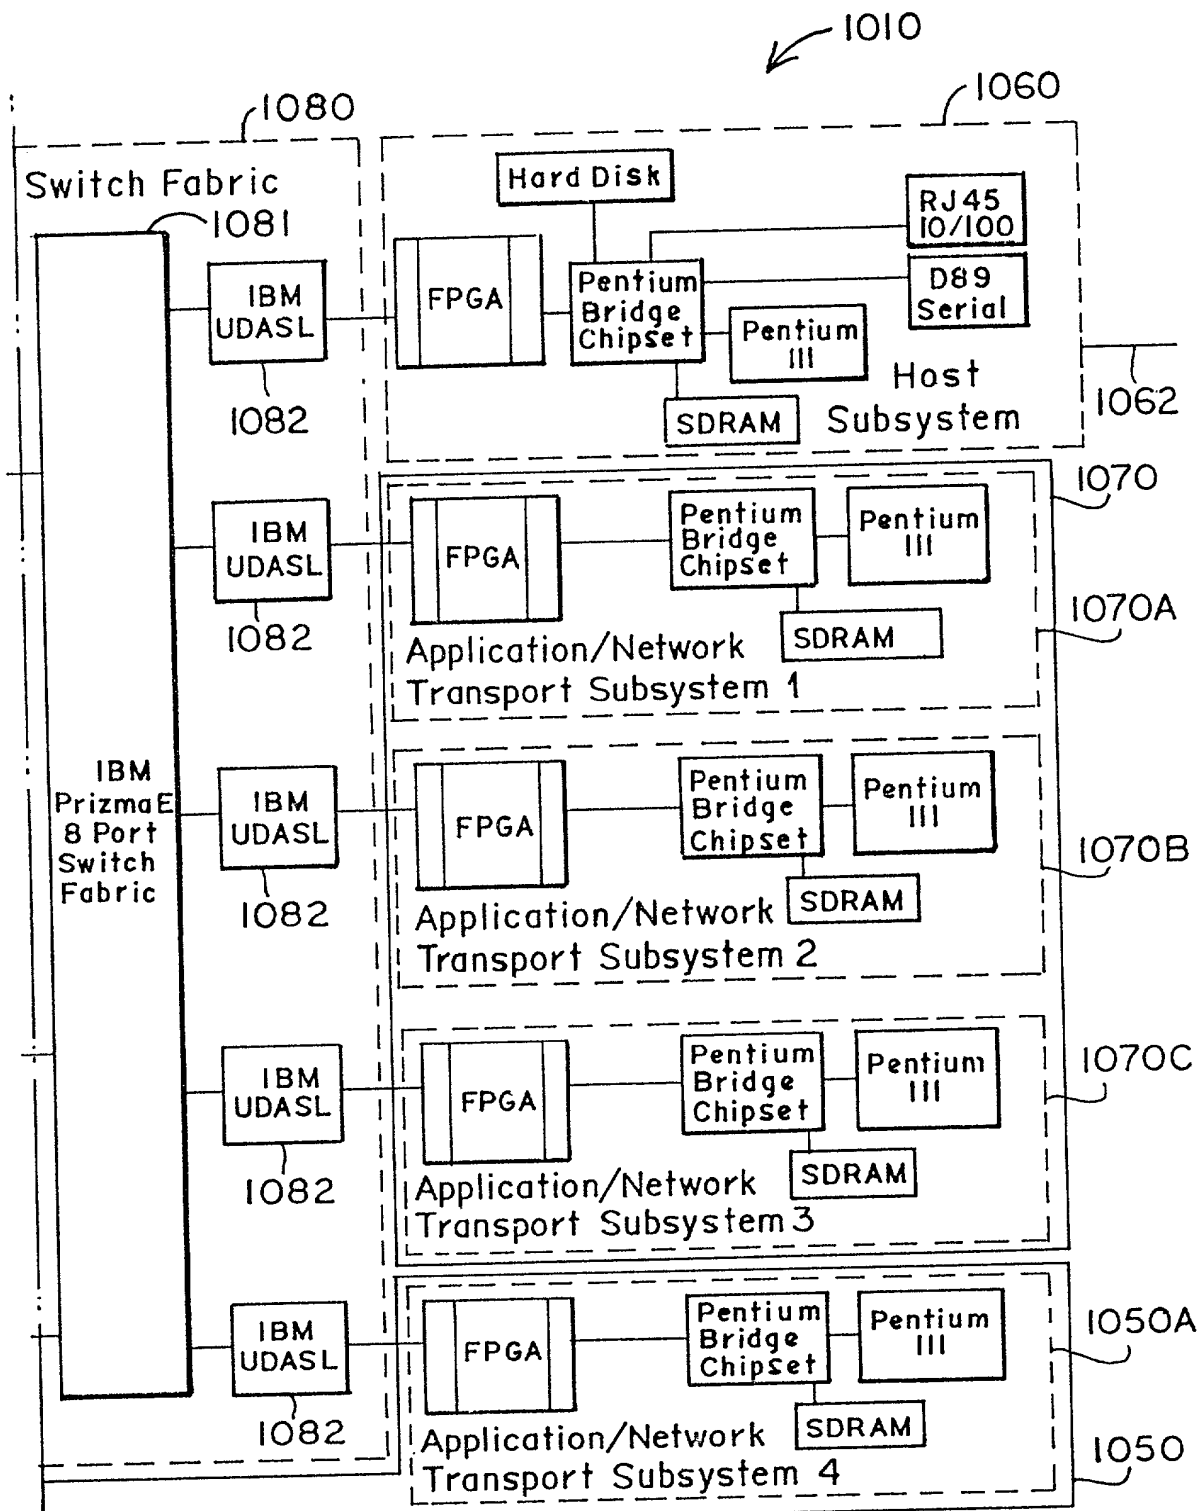 1010
1080
1060
Switch Fabric
1081
Hard Disk
RJ45
10/100
IBM
UDASL
FPGA
Pentium
Bridge
Chipset
D89
Serial
Pentium
III
1082
SDRAM
Host
Subsystem
1062
1070
IBM
UDASL
FPGA
Pentium
Bridge
Chipset
Pentium
III
1082
SDRAM
1070A
Application/Network
Transport Subsystem 1
IBM
PrizmaE
8 Port
Switch
Fabric
IBM
UDASL
FPGA
Pentium
Bridge
Chipset
Pentium
III
1070B
1082
SDRAM
Application/Network
Transport Subsystem 2
IBM
UDASL
FPGA
Pentium
Bridge
Chipset
Pentium
III
1070C
1082
SDRAM
Application/Network
Transport Subsystem 3
IBM
UDASL
FPGA
Pentium
Bridge
Chipset
Pentium
III
1050A
1082
SDRAM
Application/Network
Transport Subsystem 4
1050